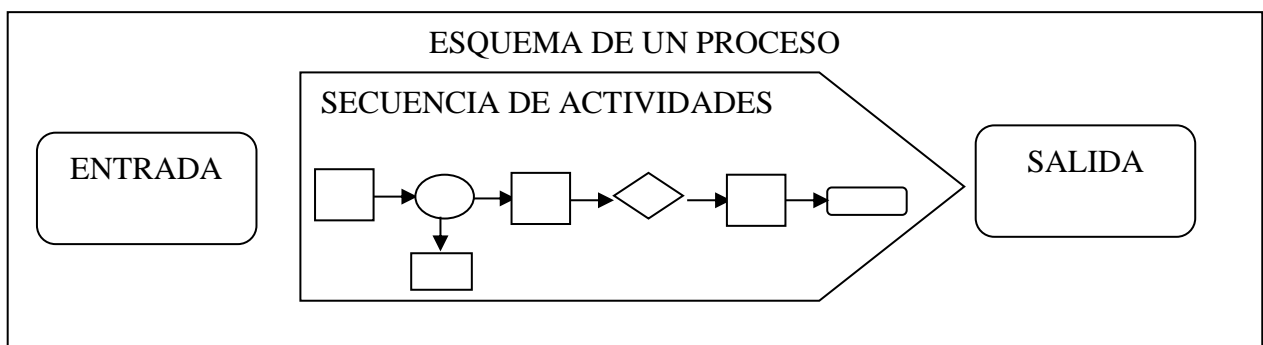 ESQUEMA DE UN PROCESO
SECUENCIA DE ACTIVIDADES
ENTRADA
SALIDA